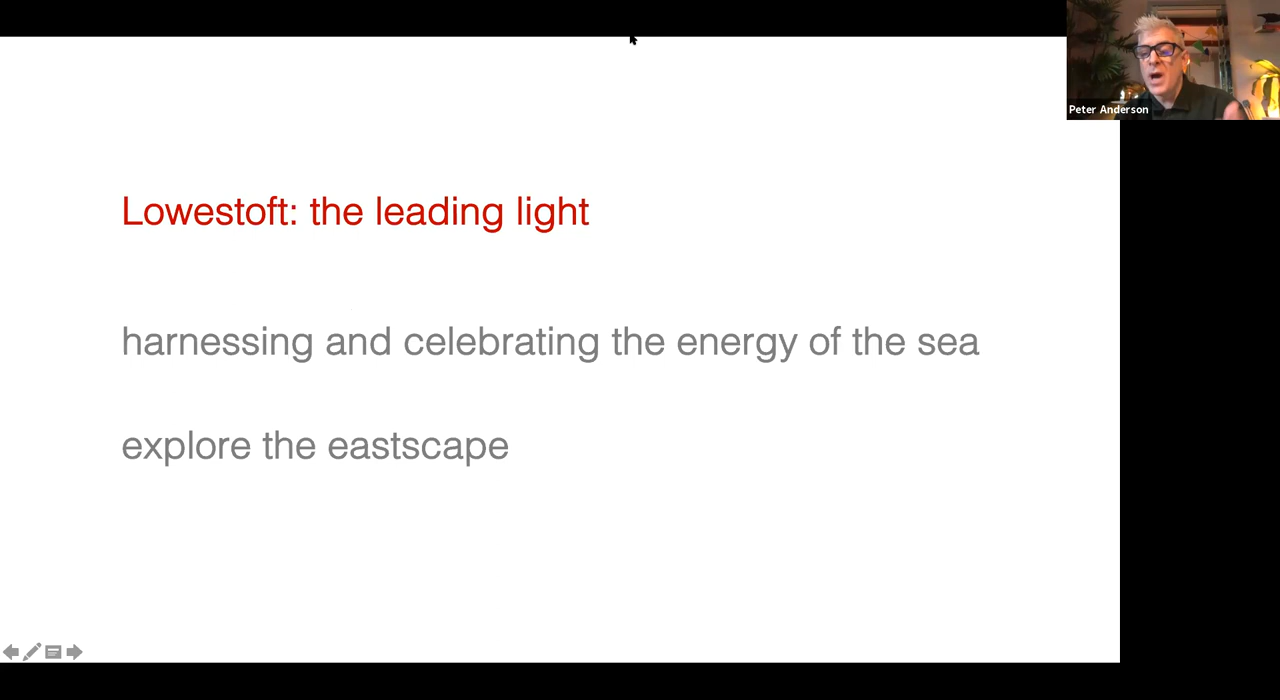 Peter Anderson
Lowestoft: the leading light
harnessing and celebrating the energy of the sea
explore the eastscape